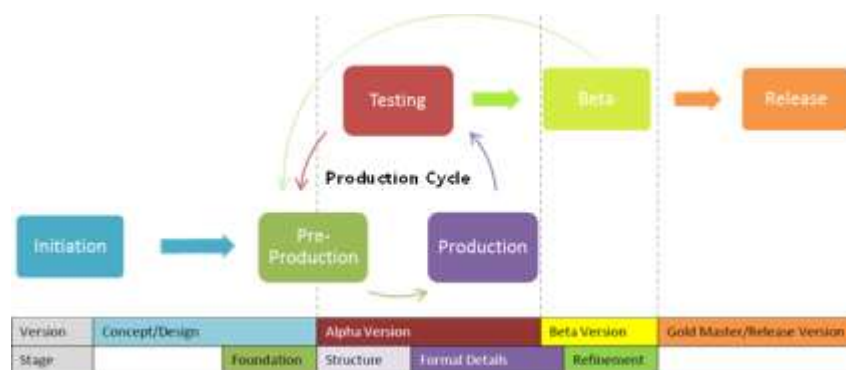 Testing
Beta
Release
Production Cycle
Initiation
Pre-
Production
Production
Version
Concept/Design
Alpha Version
Beta Version
Gold Master/Release Version
Stage
Foundation
Structure
Formal Details
Refinement